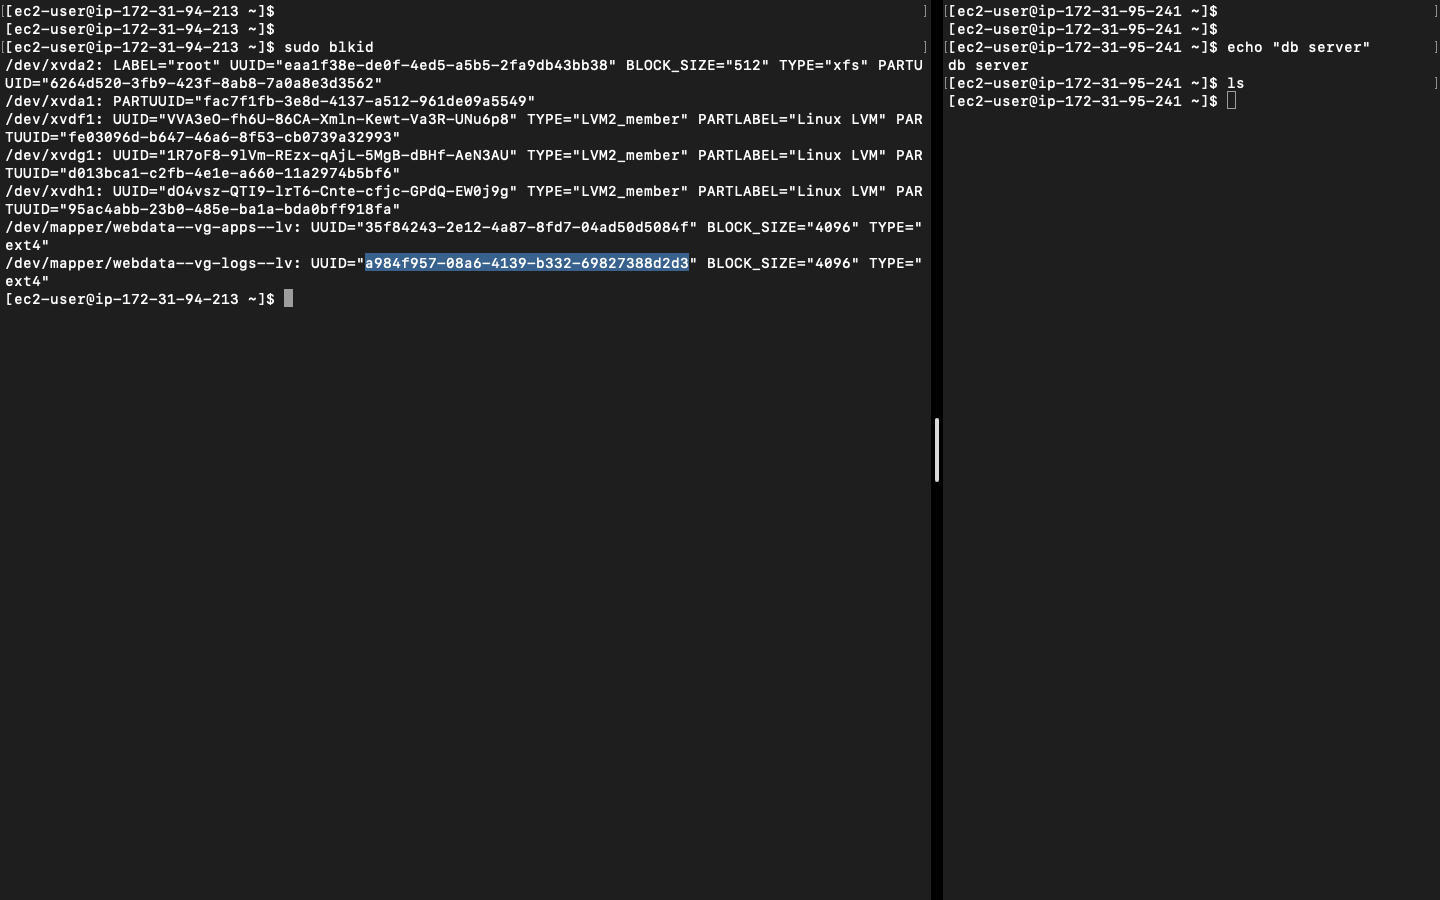 [ec2-user@ip-172-31-94-213 ~]$
[ec2-user@ip-172-31-94-213 ~]$
[ec2-user@ip-172-31-94-213 ~]$ sudo blkid
/dev/xvda2: LABEL="root" UUID="eaa1f38e-de0f-4ed5-a5b5-2fa9db43bb38" BLOCK_SIZE="512" TYPE="xfs" PARTU
UID="6264d520-3fb9-423f-8ab8-7a0a8e3d3562"
/dev/xvda1: PARTUUID="fac7f1fb-3e8d-4137-a512-961de09a5549"
/dev/xvdf1: UUID="VVA3eO-fh6U-86CA-Xmln-Kewt-Va3R-UNu6p8" TYPE="LVM2_member" PARTLABEL="Linux LVM" PAR
TUUID="fe03096d-b647-46a6-8f53-cb0739a32993"
/dev/xvdg1: UUID="1R7oF8-9lVm-REzx-qAjL-5MgB-dBHf-AeN3AU" TYPE="LVM2_member" PARTLABEL="Linux LVM" PAR
TUUID="d013bca1-c2fb-4e1e-a660-11a2974b5bf6"
/dev/xvdh1: UUID="dO4vsz-QTI9-lrT6-Cnte-cfjc-GPdQ-EW0j9g" TYPE="LVM2_member" PARTLABEL="Linux LVM" PAR
TUUID="95ac4abb-23b0-485e-ba1a-bda0bff918fa"
/dev/mapper/webdata--vg-apps--lv: UUID="35f84243-2e12-4a87-8fd7-04ad50d5084f" BLOCK_SIZE="4096" TYPE="
ext4"
/dev/mapper/webdata--vg-logs--lv: UUID="a984f957-08a6-4139-b332-69827388d2d3" BLOCK_SIZE="4096" TYPE="
ext4"
[ec2-user@ip-172-31-94-213 ~]$
[ec2-user@ip-172-31-95-241 ~]$
[ec2-user@ip-172-31-95-241 ~]$
[ec2-user@ip-172-31-95-241 ~]$ echo "db server"
db server
[ec2-user@ip-172-31-95-241 ~]$ ls
[ec2-user@ip-172-31-95-241 ~]$